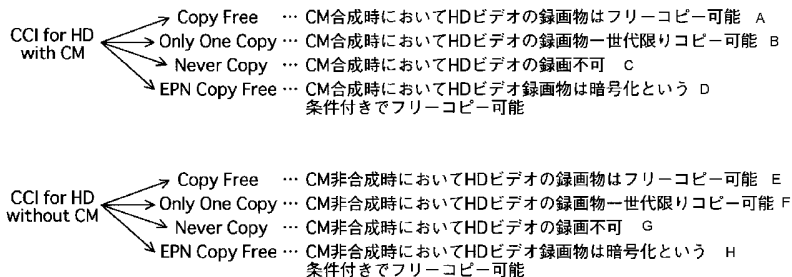 Copy Free … CM合成時においてHDビデオの録画物はフリーコピー可能 A
CCI for HD with CM
Only One Copy … CM合成時においてHDビデオの録画物一世代限りコピー可能 B
Never Copy … CM合成時においてHDビデオの録画不可 C
EPN Copy Free … CM合成時においてHDビデオ録画物は暗号化という D
条件付きでフリーコピー可能
Copy Free … CM非合成時においてHDビデオの録画物はフリーコピー可能 E
CCI for HD without CM
Only One Copy … CM非合成時においてHDビデオの録画物一世代限りコピー可能 F
Never Copy … CM非合成時においてHDビデオの録画不可 G
EPN Copy Free … CM非合成時においてHDビデオ録画物は暗号化という H
条件付きでフリーコピー可能